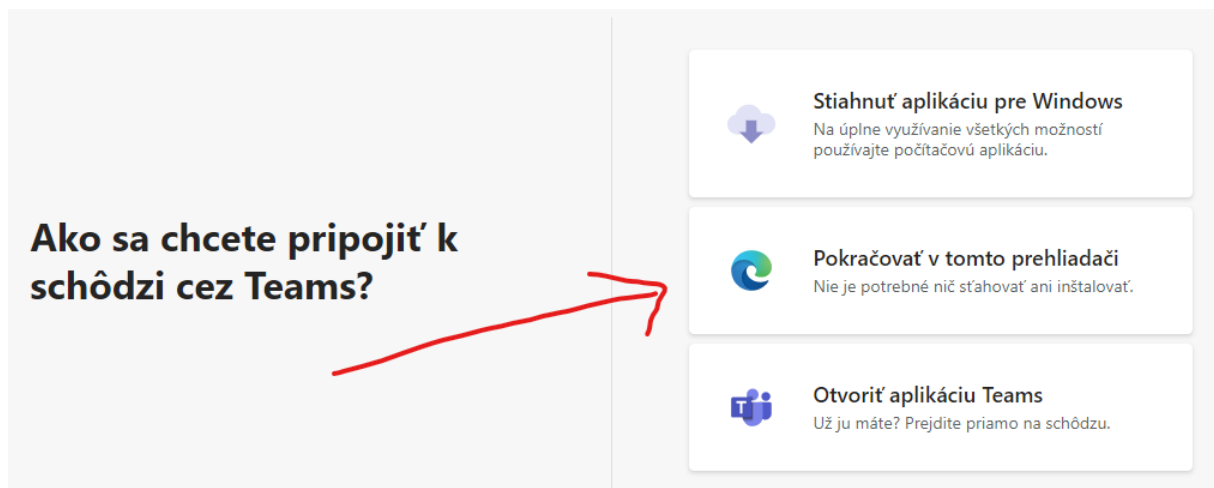 Ako sa chcete pripojiť k
schôdzi cez Teams?
Stiahnuť aplikáciu pre Windows
Na úplne využívanie všetkých možností
používajte počítačovú aplikáciu.
Pokračovať v tomto prehliadači
Nie je potrebné nič sťahovať ani inštalovať.
Otvoriť aplikáciu Teams
Už ju máte? Prejdite priamo na schôdzu.